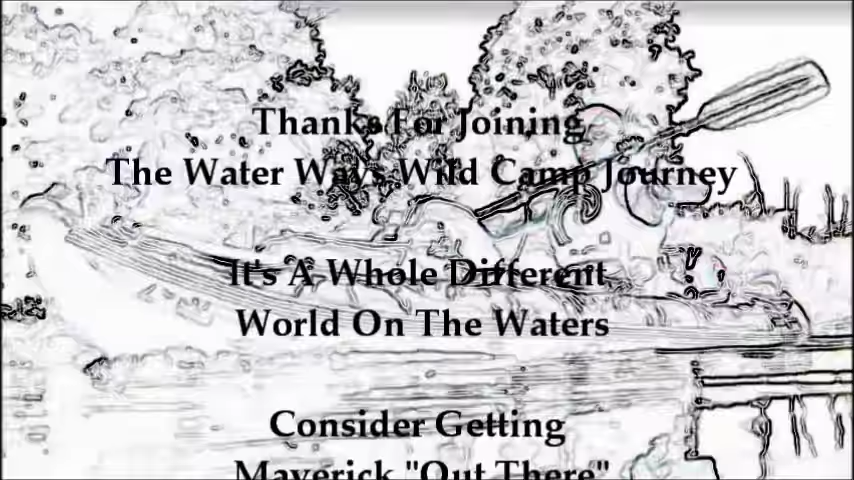 Thanks For Joining
The Water Ways Wild Camp Journey
It's A Whole Different
World On The Waters
Consider Getting
Maverick "Out There"